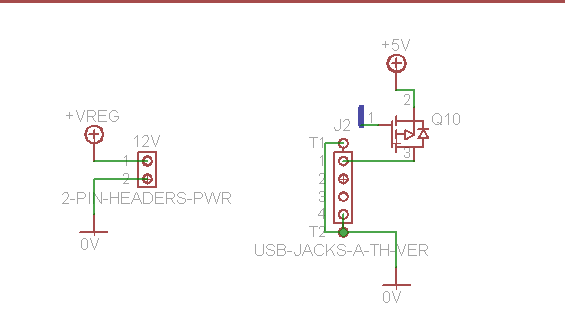 +5V
2
1
Q10
+VREG
J2
12V
T1
3
1
1
2
2
3
2-PIN-HEADERS-PWR
4
T2
0V
USB-JACKS-A-TH-VER
0V